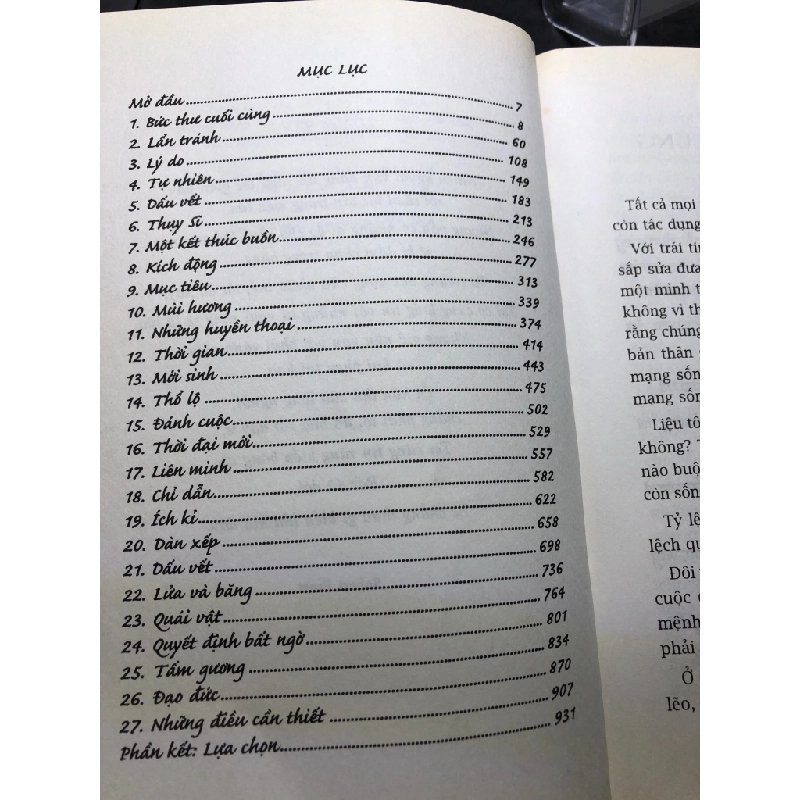 MỤC LỤC
Mở đầu 7
1. Bức thư cuối cùng 8
2. Lẩn tránh 60
3. Lý do 108
4. Tự nhiên 149
5. Dấu vết 183
6. Thụy Sĩ 213
7. Một kết thúc buồn 246
8. Kích động 277
9. Mục tiêu 313
10. Mùi hương 339
11. Những huyền thoại 374
12. Thời gian 414
13. Mới sinh 443
14. Thổ lộ 475
15. Đánh cuộc 502
16. Thời đại mới 529
17. Liên minh 557
18. Chỉ dẫn 582
19. Ích kỉ 622
20. Dàn xếp 658
21. Dấu vết 698
22. Lửa và băng 736
23. Quái vật 764
24. Quyết định bất ngờ 801
25. Tấm gương 834
26. Đạo đức 870
27. Những điều cần thiết 907
Phần kết: Lựa chọn 931
Tất cả mọi
còn tác dụng
Với trái
sắp sửa đưa
một mình
không vì
rằng chúng
bản thân
mạng sống
mang sốn
Liệu tô
không?
nào buộ
còn sốn
Tỷ lệ
lệch qu
Dõi
cuộc
mệnh
phải
Ở
lẽo,